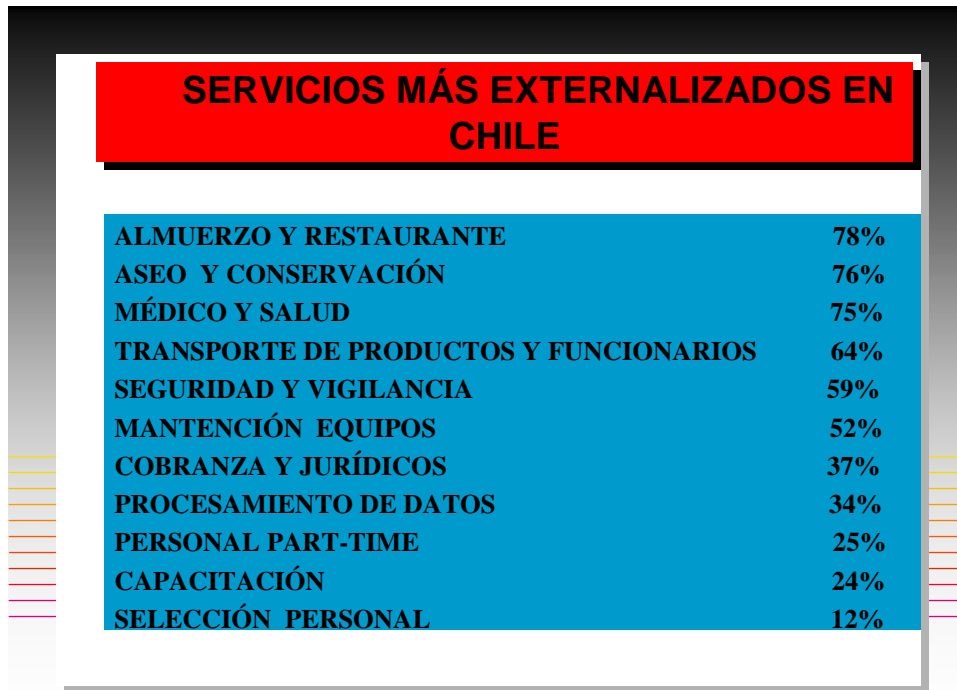 SERVICIOS MÁS EXTERNALIZADOS EN
CHILE
ALMUERZO Y RESTAURANTE 78%
ASEO Y CONSERVACIÓN 76%
MÉDICO Y SALUD 75%
TRANSPORTE DE PRODUCTOS Y FUNCIONARIOS 64%
SEGURIDAD Y VIGILANCIA 59%
MANTENCIÓN EQUIPOS 52%
COBRANZA Y JURÍDICOS 37%
PROCESAMIENTO DE DATOS 34%
PERSONAL PART-TIME 25%
CAPACITACIÓN 24%
SELECCIÓN PERSONAL 12%